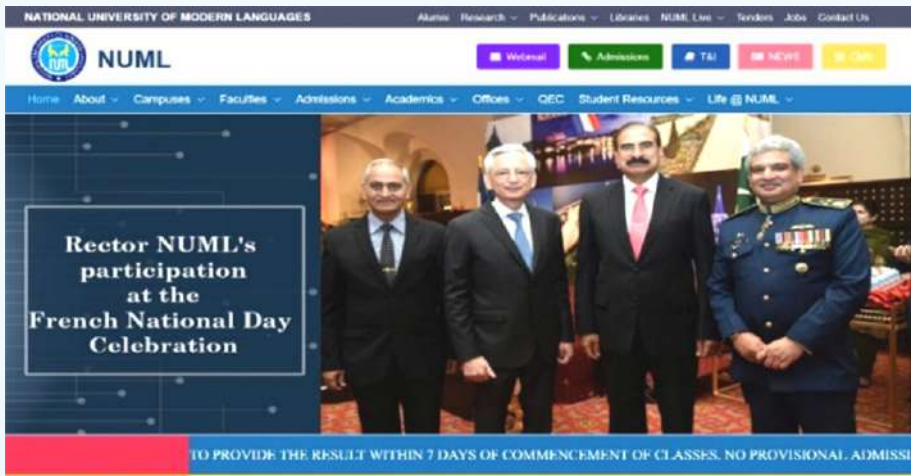 NATIONAL UNIVERSITY OF MODERN LANGUAGES
Alumni Research Publications Libraries NUML Live Tenders Jobs Contact Us
NUML
Webmail Admissions T&I NEWS
Home About Campuses Faculties Admissions Academics Offices QEC Student Resources Life @ NUML
Rector NUML's
participation
at the
French National Day
Celebration
TO PROVIDE THE RESULT WITHIN 7 DAYS OF COMMENCEMENT OF CLASSES. NO PROVISIONAL ADMISSI